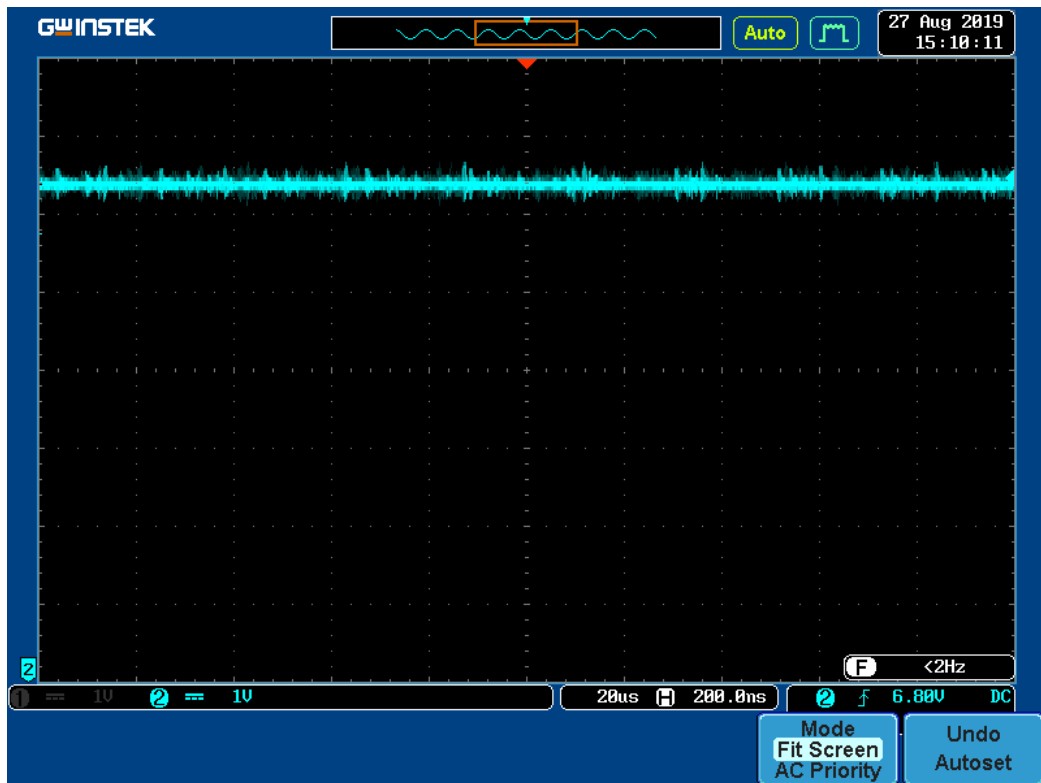 GWINSTEK
Auto
27 Aug 2019
15:10:11
2
F <2Hz
1 1V 2 1V
20us H 200.0ns
2 6.80V DC
Mode
Fit Screen
AC Priority
Undo
Autoset